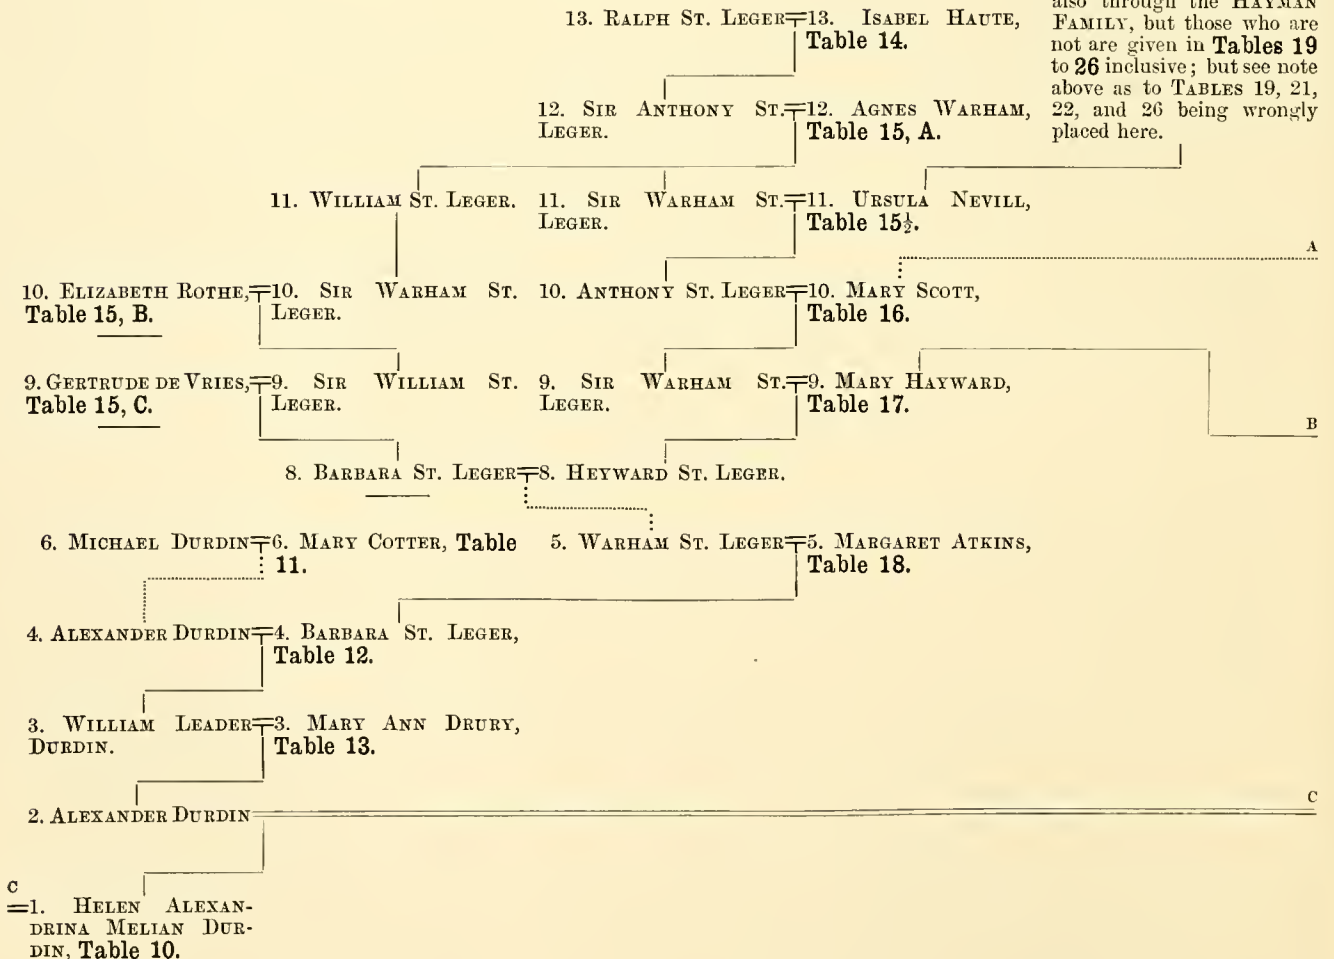 also through the HAYMAN
FAMILY, but those who are
not are given in Tables 19
to 26 inclusive; but see note
above as to TABLES 19, 21,
22, and 26 being wrongly
placed here.
13. RALPH ST. LEGER 13. ISABEL HAUTE,
Table 14.
12. SIR ANTHONY ST. LEGER. 12. AGNES WARHAM,
Table 15, A.
11. WILLIAM ST. LEGER.
11. SIR WARHAM ST.
LEGER.
11. URSULA NEVILL,
Table 15½.
A
10. ELIZABETH ROTHE,
Table 15, B.
10. SIR WARHAM ST.
LEGER.
10. ANTHONY ST. LEGER
10. MARY SCOTT,
Table 16.
9. GERTRUDE DE VRIES,
Table 15, C.
9. SIR WILLIAM ST.
LEGER.
9. SIR WARHAM ST.
LEGER.
9. MARY HAYWARD,
Table 17.
B
8. BARBARA ST. LEGER
8. HEYWARD ST. LEGER.
6. MICHAEL DURDIN
6. MARY COTTER, Table
11.
5. WARHAM ST. LEGER
5. MARGARET ATKINS,
Table 18.
4. ALEXANDER DURDIN
4. BARBARA ST. LEGER,
Table 12.
3. WILLIAM LEADER
DURDIN.
3. MARY ANN DRURY,
Table 13.
2. ALEXANDER DURDIN
C
C
=1. HELEN ALEXAN-
DRINA MELIAN DUR-
DIN, Table 10.